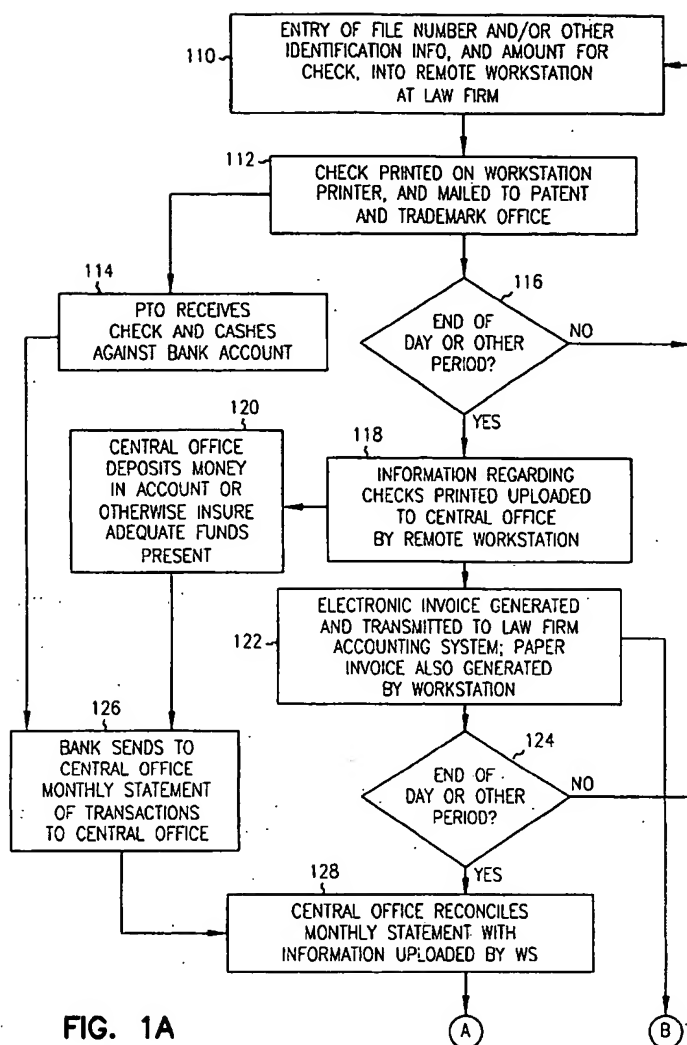 110
ENTRY OF FILE NUMBER AND/OR OTHER
IDENTIFICATION INFO, AND AMOUNT FOR
CHECK, INTO REMOTE WORKSTATION
AT LAW FIRM
112
CHECK PRINTED ON WORKSTATION
PRINTER, AND MAILED TO PATENT
AND TRADEMARK OFFICE
114
PTO RECEIVES
CHECK AND CASHES
AGAINST BANK ACCOUNT
116
END OF
DAY OR OTHER
PERIOD?
NO
YES
118
INFORMATION REGARDING
CHECKS PRINTED UPLOADED
TO CENTRAL OFFICE
BY REMOTE WORKSTATION
120
CENTRAL OFFICE
DEPOSITS MONEY
IN ACCOUNT OR
OTHERWISE INSURE
ADEQUATE FUNDS
PRESENT
122
ELECTRONIC INVOICE GENERATED
AND TRANSMITTED TO LAW FIRM
ACCOUNTING SYSTEM; PAPER
INVOICE ALSO GENERATED
BY WORKSTATION
124
END OF
DAY OR OTHER
PERIOD?
NO
YES
126
BANK SENDS TO
CENTRAL OFFICE
MONTHLY STATEMENT
OF TRANSACTIONS
TO CENTRAL OFFICE
128
CENTRAL OFFICE RECONCILES
MONTHLY STATEMENT WITH
INFORMATION UPLOADED BY WS
A
B
FIG. 1A